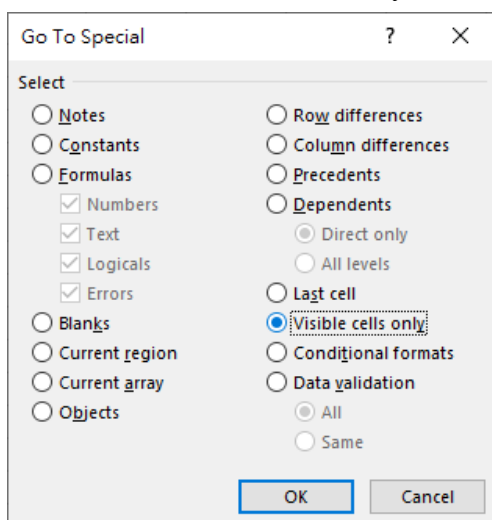 Go To Special ? ×
Select
Notes
Constants
Formulas
Numbers
Text
Logicals
Errors
Blanks
Current region
Current array
Objects
Row differences
Column differences
Precedents
Dependents
Direct only
All levels
Last cell
Visible cells only
Conditional formats
Data validation
All
Same
OK
Cancel